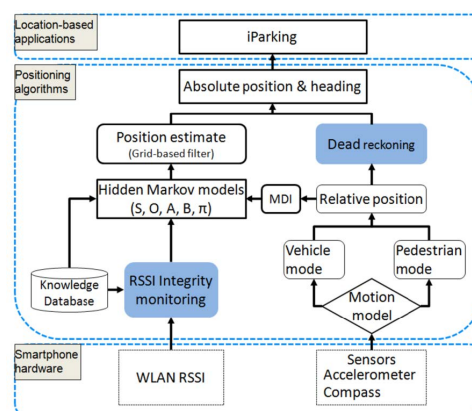 Location-based
applications
iParking
Positioning
algorithms
Absolute position & heading
Position estimate
(Grid-based filter)
Dead reckoning
Hidden Markov models
(S, O, A, B, π)
MDI
Relative position
Vehicle
mode
Pedestrian
mode
Knowledge
Database
RSSI Integrity
monitoring
Motion
model
Smartphone
hardware
WLAN RSSI
Sensors
Accelerometer
Compass